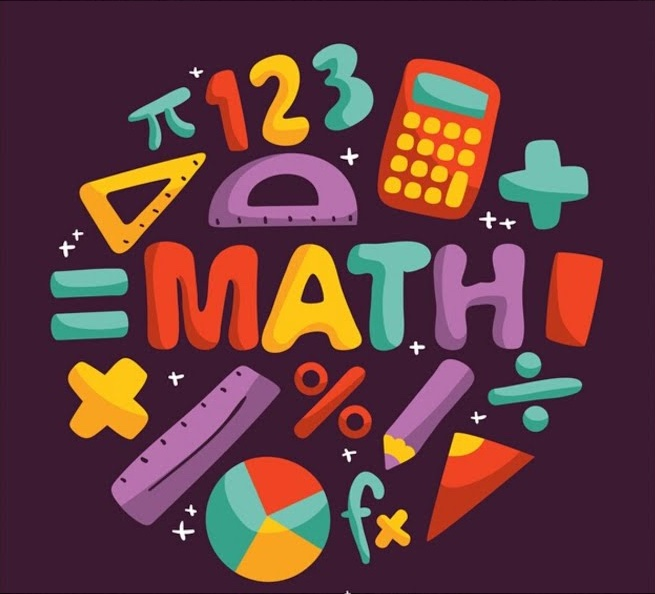 π 123
+
= MATH
× % ÷
fx